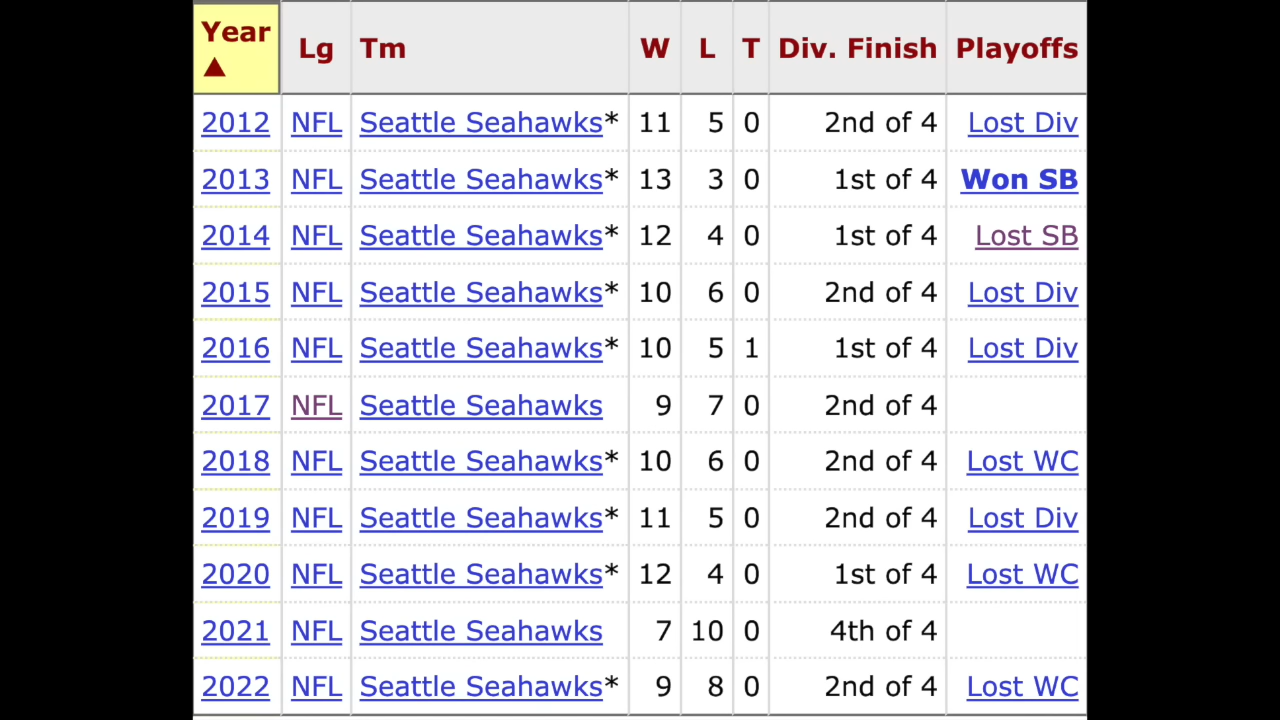 Year ▲ Lg Tm W L T Div. Finish Playoffs
2012 NFL Seattle Seahawks* 11 5 0 2nd of 4 Lost Div
2013 NFL Seattle Seahawks* 13 3 0 1st of 4 Won SB
2014 NFL Seattle Seahawks* 12 4 0 1st of 4 Lost SB
2015 NFL Seattle Seahawks* 10 6 0 2nd of 4 Lost Div
2016 NFL Seattle Seahawks* 10 5 1 1st of 4 Lost Div
2017 NFL Seattle Seahawks 9 7 0 2nd of 4
2018 NFL Seattle Seahawks* 10 6 0 2nd of 4 Lost WC
2019 NFL Seattle Seahawks* 11 5 0 2nd of 4 Lost Div
2020 NFL Seattle Seahawks* 12 4 0 1st of 4 Lost WC
2021 NFL Seattle Seahawks 7 10 0 4th of 4
2022 NFL Seattle Seahawks* 9 8 0 2nd of 4 Lost WC